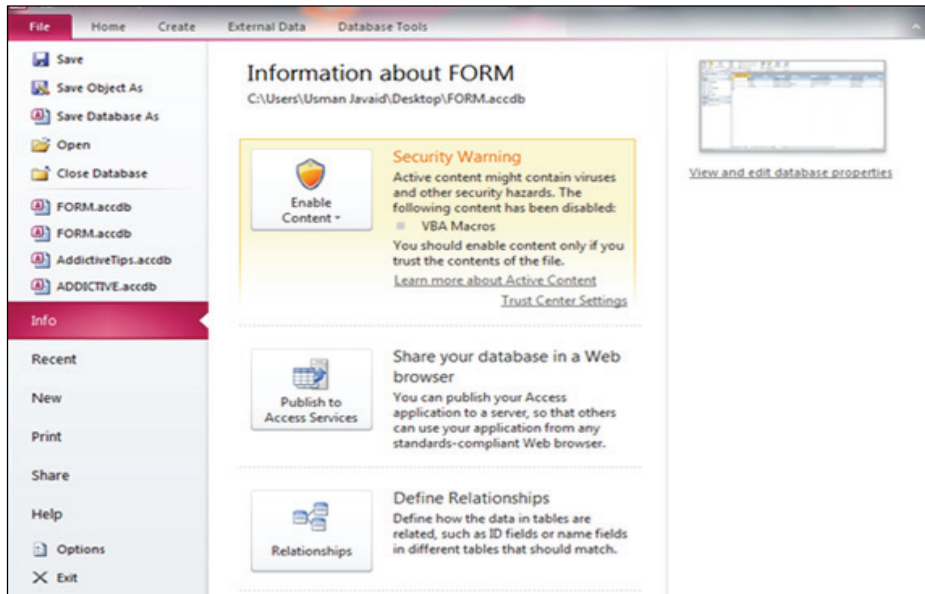 File Home Create External Data Database Tools
Save
Save Object As
Save Database As
Open
Close Database
FORM.accdb
FORM.accdb
AddictiveTips.accdb
ADDICTIVE.accdb
Info
Recent
New
Print
Share
Help
Options
Exit
Information about FORM
C:\Users\Usman Javaid\Desktop\FORM.accdb
Enable
Content
Security Warning
Active content might contain viruses
and other security hazards. The
following content has been disabled:
VBA Macros
You should enable content only if you
trust the contents of the file.
Learn more about Active Content
Trust Center Settings
Publish to
Access Services
Share your database in a Web
browser
You can publish your Access
application to a server, so that others
can use your application from any
standards-compliant Web browser.
Relationships
Define Relationships
Define how the data in tables are
related, such as ID fields or name fields
in different tables that should match.
View and edit database properties